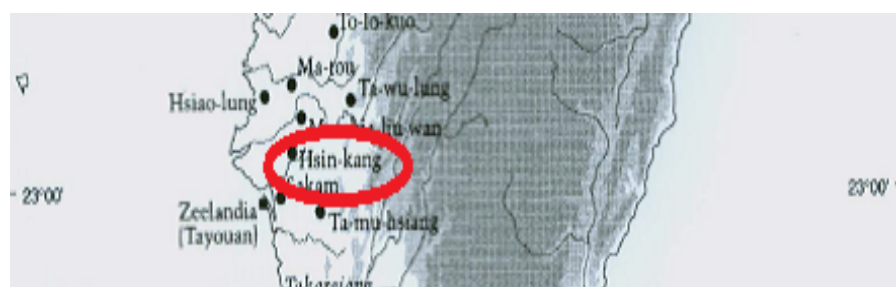 To-lo-kuo
Ma-tou
Ta-wu-lung
Hsiao-lung
Hsin-kang
23°00'
23°00'
Sakam
Zeelandia
(Tayouan)
Ta-mu-hsiang